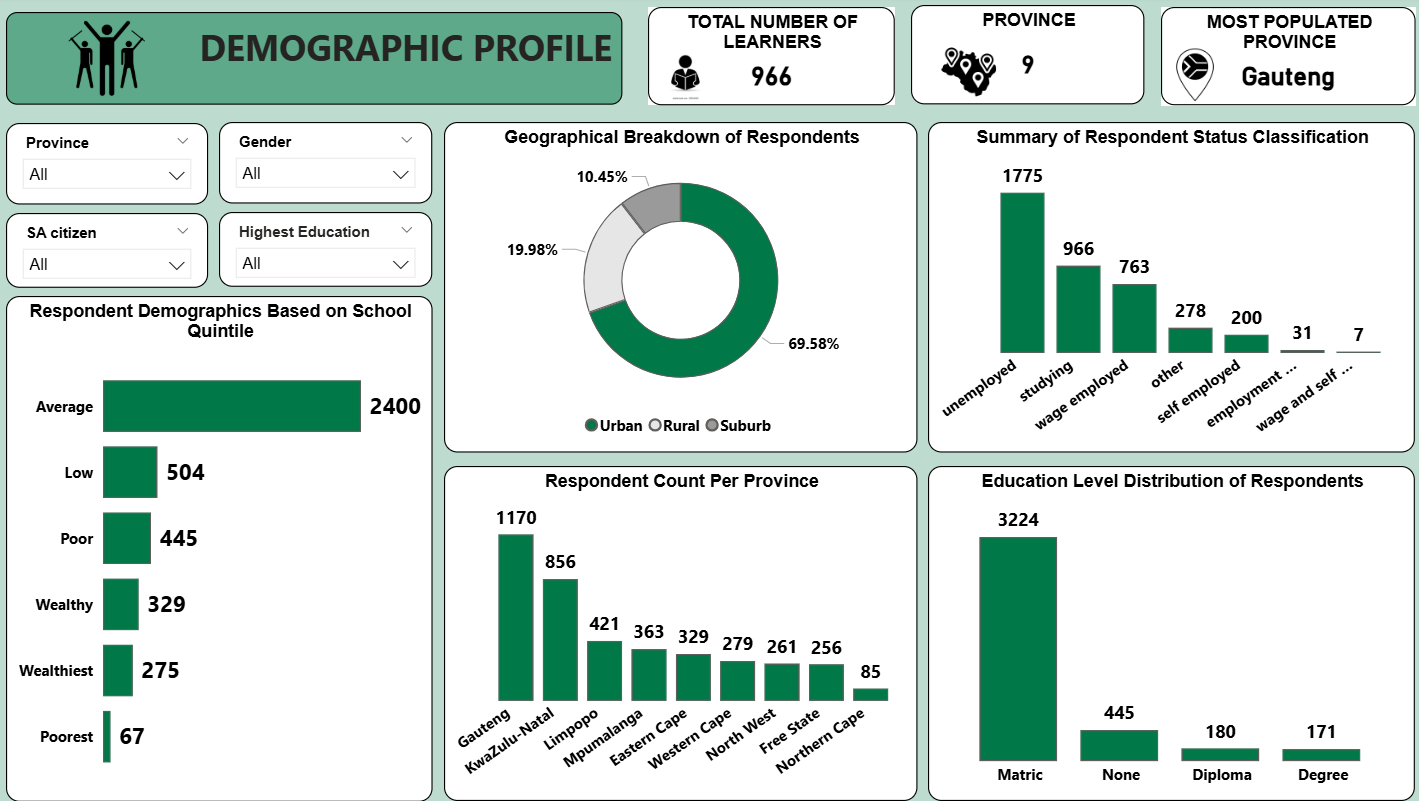 DEMOGRAPHIC PROFILE
TOTAL NUMBER OF
LEARNERS
966
PROVINCE
9
MOST POPULATED
PROVINCE
Gauteng
Province
All
Gender
All
SA citizen
All
Highest Education
All
Respondent Demographics Based on School
Quintile
Average 2400
Low 504
Poor 445
Wealthy 329
Wealthiest 275
Poorest 67
Geographical Breakdown of Respondents
10.45%
19.98%
69.58%
Urban Rural Suburb
Summary of Respondent Status Classification
1775
966
763
278
200
31
7
unemployed
studying
wage employed
other
self employed
employment ...
wage and self ...
Respondent Count Per Province
1170
856
421
363
329
279
261
256
85
Gauteng
KwaZulu-Natal
Limpopo
Mpumalanga
Eastern Cape
Western Cape
North West
Free State
Northern Cape
Education Level Distribution of Respondents
3224
445
180
171
Matric None Diploma Degree